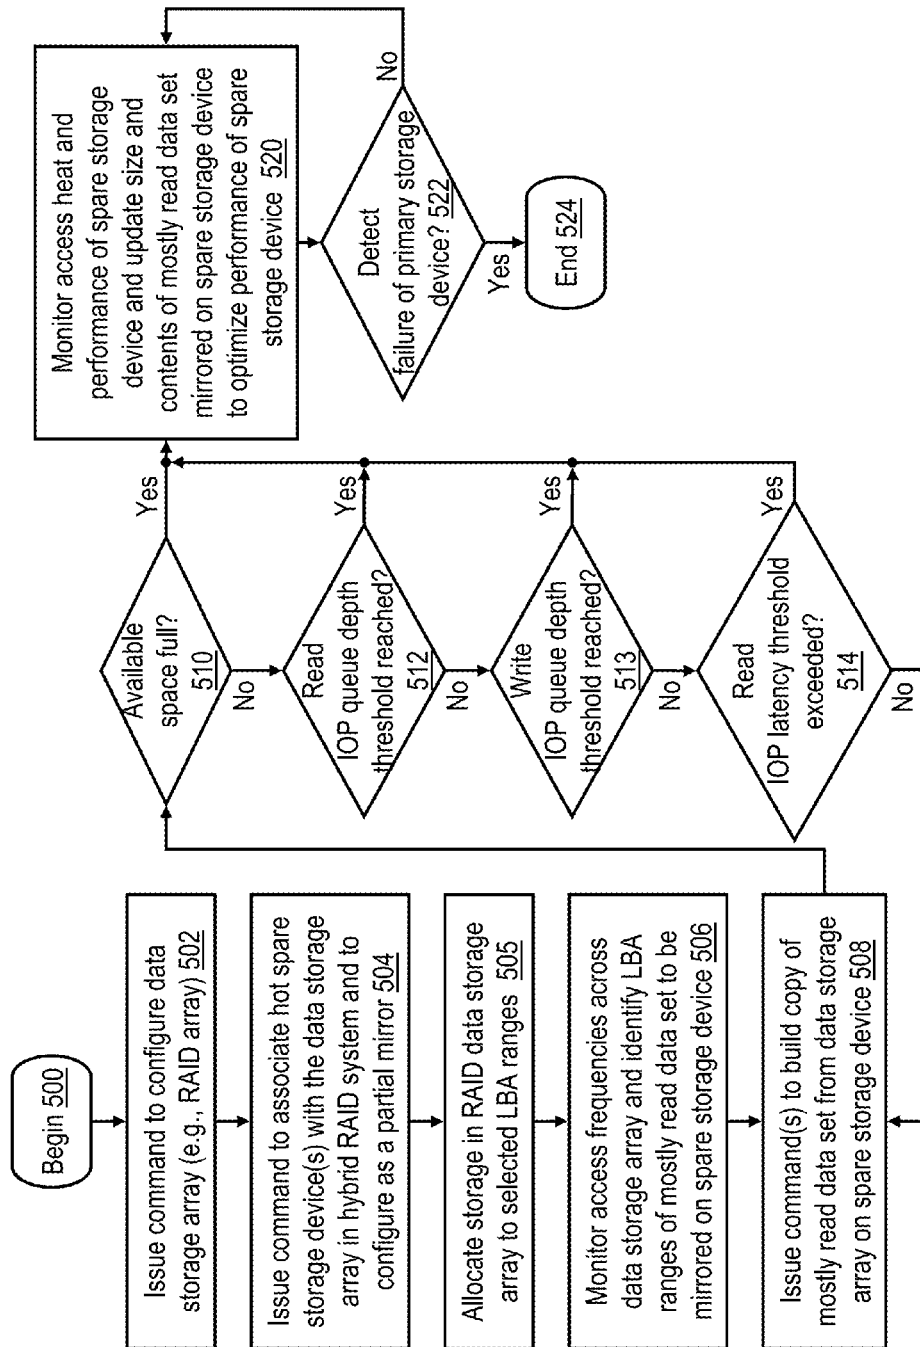 Begin 500
Issue command to configure data
storage array (e.g., RAID array) 502
Issue command to associate hot spare
storage device(s) with the data storage
array in hybrid RAID system and to
configure as a partial mirror 504
Allocate storage in RAID data storage
array to selected LBA ranges 505
Monitor access frequencies across
data storage array and identify LBA
ranges of mostly read data set to be
mirrored on spare storage device 506
Issue command(s) to build copy of
mostly read data set from data storage
array on spare storage device 508
Available
space full?
510
Yes
No
Read
IOP queue depth
threshold reached?
512
Yes
No
Write
IOP queue depth
threshold reached?
513
Yes
No
Read
IOP latency threshold
exceeded?
514
Yes
No
Monitor access heat and
performance of spare storage
device and update size and
contents of mostly read data set
mirrored on spare storage device
to optimize performance of spare
storage device 520
Detect
failure of primary storage
device? 522
No
Yes
End 524